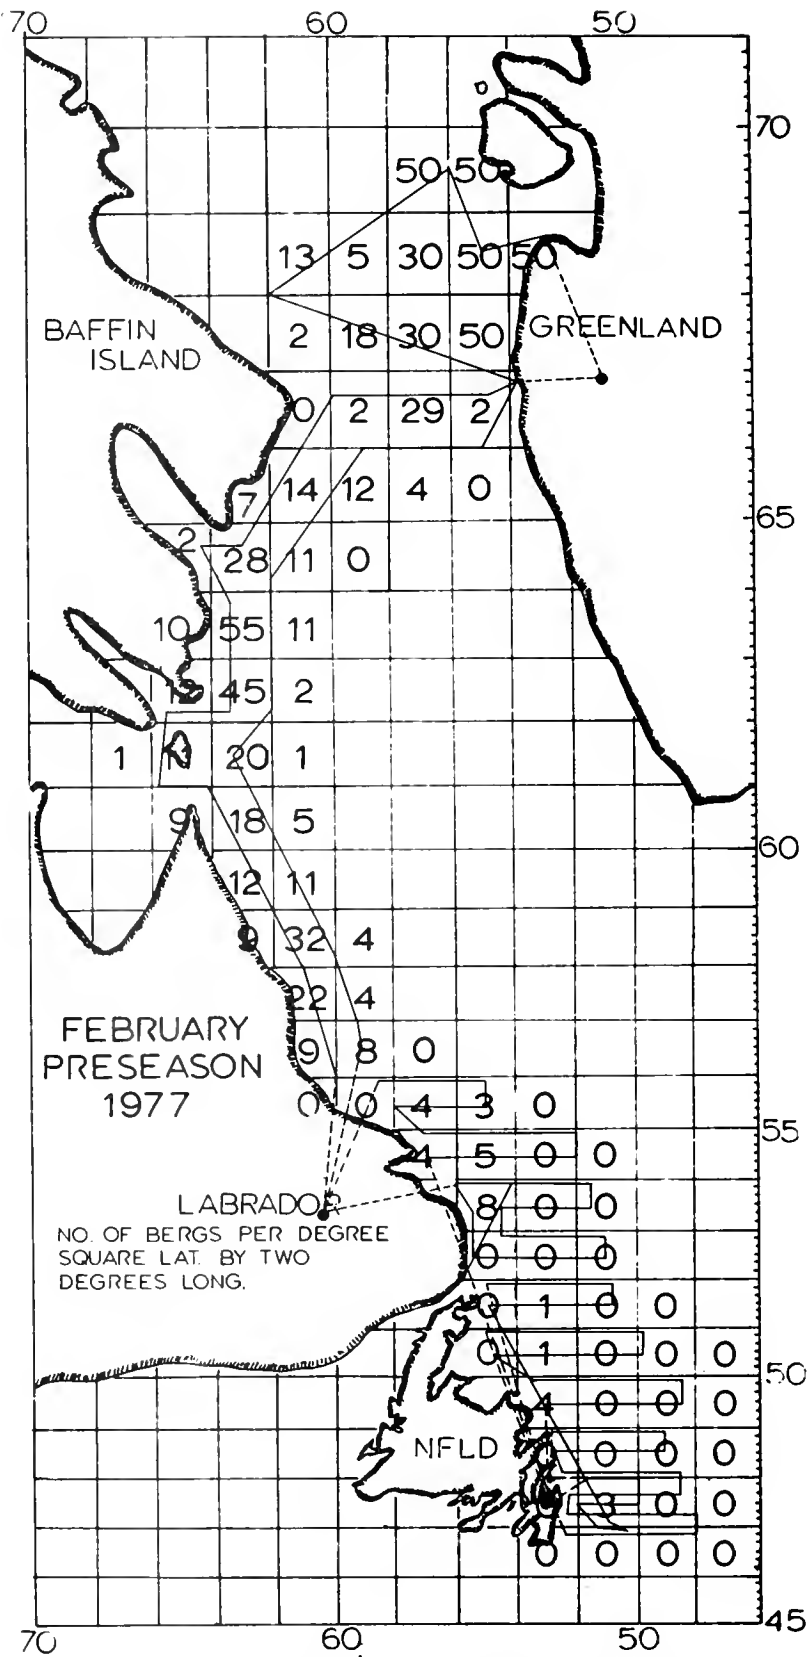 70 60 50
70
50 50
13 5 30 50 50
BAFFIN
ISLAND
2 18 30 50
GREENLAND
0 2 29 2
7 14 12 4 0
65
2 28 11 0
10 55 11
45 2
1 20 1
9 18 5
60
12 11
9 32 4
22 4
FEBRUARY
PRESEASON
1977
9 8 0
0 0 4 3 0
55
4 5 0 0
LABRADOR
8 0 0
NO. OF BERGS PER DEGREE
SQUARE LAT. BY TWO
DEGREES LONG.
0 0 0
0 1 0 0
0 1 0 0 0
50
4 0 0 0
NFLD
0 0 0
3 0 0
0 0 0 0
45
70 60 50